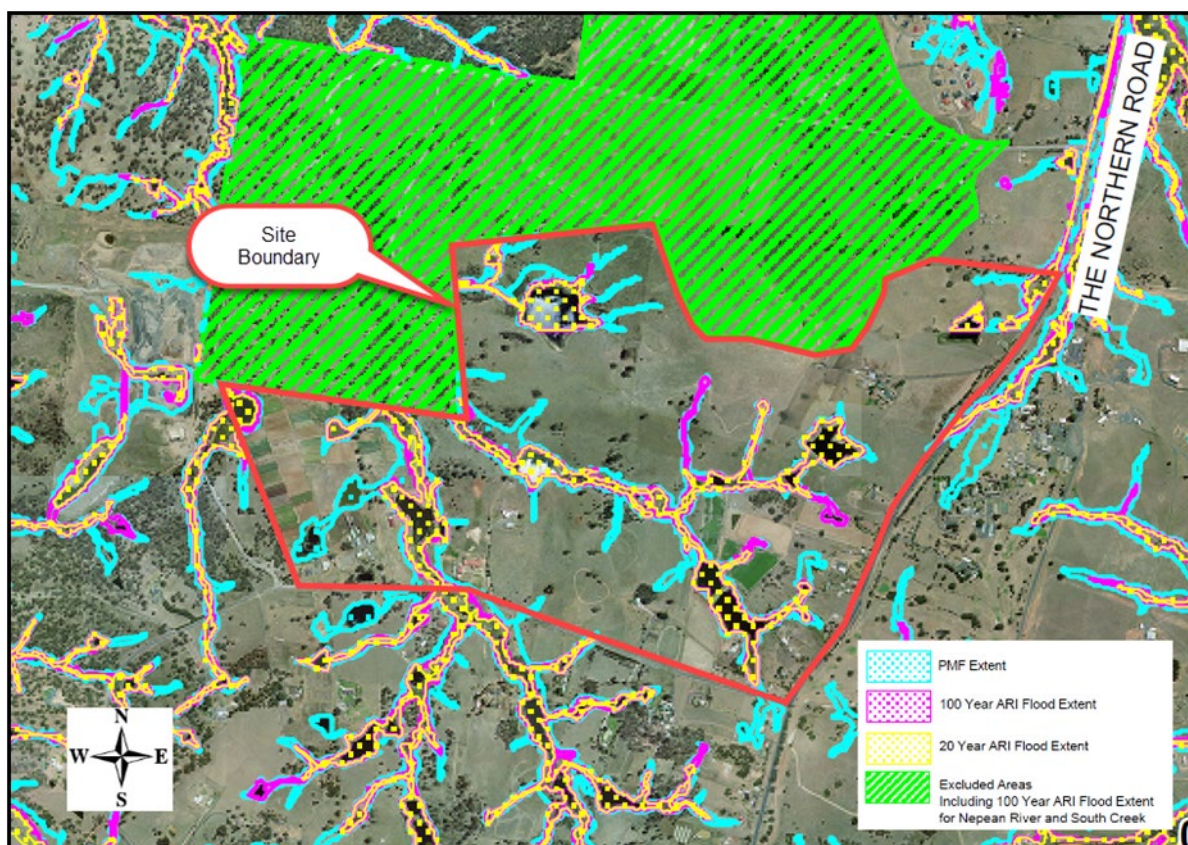 THE NORTHERN ROAD
Site
Boundary
PMF Extent
100 Year ARI Flood Extent
20 Year ARI Flood Extent
Excluded Areas
Including 100 Year ARI Flood Extent
for Nepean River and South Creek
N
W E
S